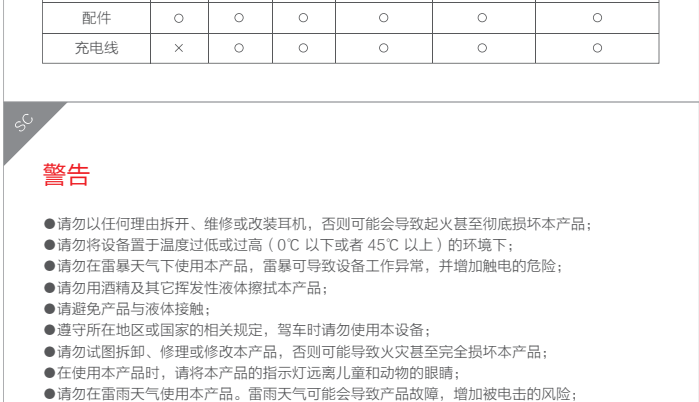 配件 ○ ○ ○ ○ ○ ○
充电线 × ○ ○ ○ ○ ○
SC
警告
●请勿以任何理由拆开、维修或改装耳机，否则可能会导致起火甚至彻底损坏本产品；
●请勿将设备置于温度过低或过高（0℃ 以下或者 45℃ 以上）的环境下；
●请勿在雷暴天气下使用本产品，雷暴可导致设备工作异常，并增加触电的危险；
●请勿用酒精及其它挥发性液体擦拭本产品；
●请避免产品与液体接触；
●遵守所在地区或国家的相关规定，驾车时请勿使用本设备；
●请勿试图拆卸、修理或修改本产品，否则可能导致火灾甚至完全损坏本产品；
●在使用本产品时，请将本产品的指示灯远离儿童和动物的眼睛；
●请勿在雷雨天气使用本产品。雷雨天气可能会导致产品故障，增加被电击的风险；